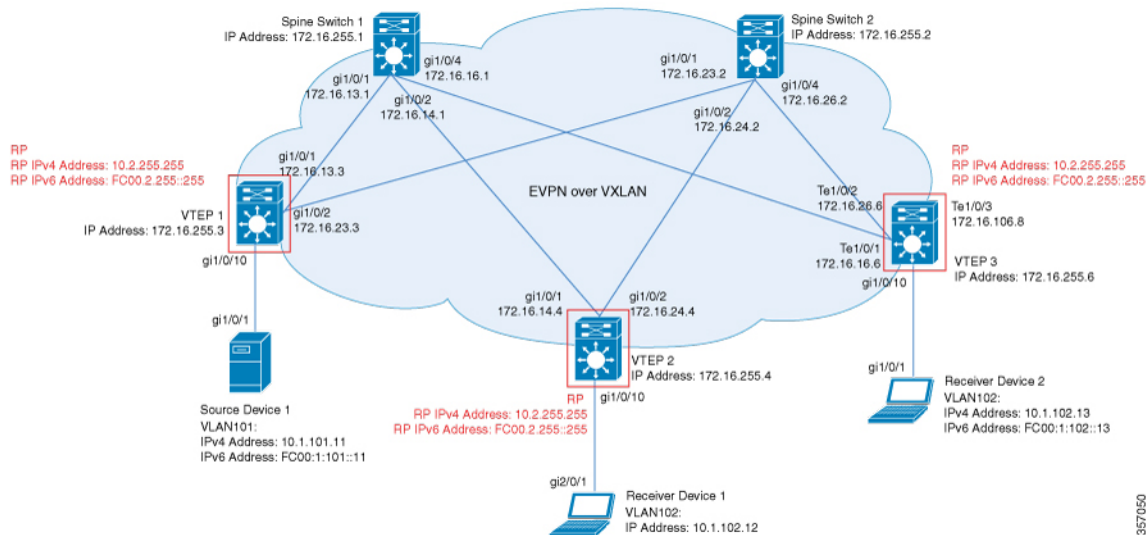 Spine Switch 1
IP Address: 172.16.255.1
Spine Switch 2
IP Address: 172.16.255.2
gi1/0/4
172.16.16.1
gi1/0/1
172.16.13.1
gi1/0/2
172.16.14.1
gi1/0/1
172.16.23.2
gi1/0/4
172.16.26.2
gi1/0/2
172.16.24.2
RP
RP IPv4 Address: 10.2.255.255
RP IPv6 Address: FC00.2.255::255
gi1/0/1
172.16.13.3
gi1/0/2
172.16.23.3
VTEP 1
IP Address: 172.16.255.3
gi1/0/10
EVPN over VXLAN
RP
RP IPv4 Address: 10.2.255.255
RP IPv6 Address: FC00.2.255::255
Te1/0/2
172.16.26.6
Te1/0/3
172.16.106.8
Te1/0/1
172.16.16.6
VTEP 3
IP Address: 172.16.255.6
gi1/0/10
gi1/0/1
172.16.14.4
gi1/0/2
172.16.24.4
VTEP 2
IP Address: 172.16.255.4
gi1/0/10
RP
RP IPv4 Address: 10.2.255.255
RP IPv6 Address: FC00.2.255::255
gi1/0/1
Source Device 1
VLAN101:
IPv4 Address: 10.1.101.11
IPv6 Address: FC00:1:101::11
gi2/0/1
Receiver Device 1
VLAN102:
IP Address: 10.1.102.12
gi1/0/1
Receiver Device 2
VLAN102:
IPv4 Address: 10.1.102.13
IPv6 Address: FC00:1:102::13
357050